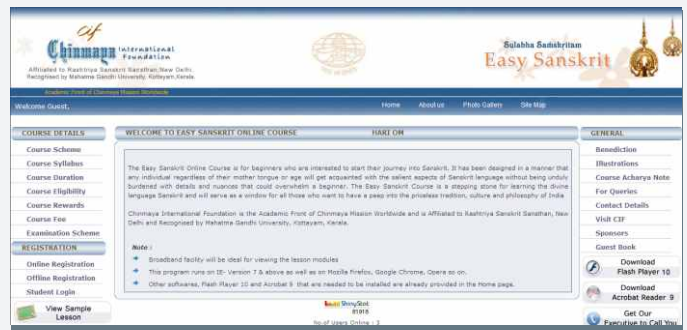 Cif
Chinmaya International
Foundation
Affiliated to Rashtriya Sanskrit Sansthan, New Delhi.
Recognised by Mahatma Gandhi University, Kottayam, Kerala.
Sulabha Samskritam
Easy Sanskrit
Academic Front of Chinmaya Mission Worldwide
Welcome Guest,
Home About us Photo Gallery Site Map
COURSE DETAILS
Course Scheme
Course Syllabus
Course Duration
Course Eligibility
Course Rewards
Course Fee
Examination Scheme
REGISTRATION
Online Registration
Offline Registration
Student Login
View Sample
Lesson
WELCOME TO EASY SANSKRIT ONLINE COURSE HARI OM
The Easy Sanskrit Online Course is for beginners who are interested to start their journey into Sanskrit. It has been designed in a manner that
any individual regardless of their mother tongue or age will get acquainted with the salient aspects of Sanskrit language without being unduly
burdened with details and nuances that could overwhelm a beginner. The Easy Sanskrit Course is a stepping stone for learning the divine
language Sanskrit and will serve as a window for all those who want to have a peep into the priceless tradition, culture and philosophy of India
Chinmaya International Foundation is the Academic Front of Chinmaya Mission Worldwide and is Affiliated to Rashtriya Sanskrit Sansthan, New
Delhi and Recognised by Mahatma Gandhi University, Kottayam, Kerala.
Note :
Broadband facility will be ideal for viewing the lesson modules
This program runs on IE- Version 7 & above as well as on Mozilla Firefox, Google Chrome, Opera so on.
Other softwares, Flash Player 10 and Acrobat 9 that are needed to be installed are already provided in the Home page.
ShinyStat
81918
No of Users Online : 3
GENERAL
Benediction
Illustrations
Course Acharya Note
For Queries
Contact Details
Visit CIF
Sponsors
Guest Book
Download
Flash Player 10
Download
Acrobat Reader 9
Get Our
Executive to Call You